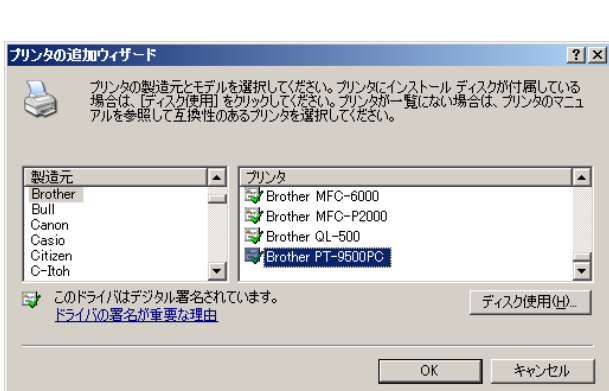 プリンタの追加ウィザード
プリンタの製造元とモデルを選択してください。プリンタにインストール ディスクが付属している
場合は、[ディスク使用] をクリックしてください。プリンタが一覧にない場合は、プリンタのマニュ
アルを参照して互換性のあるプリンタを選択してください。
製造元
Brother
Bull
Canon
Casio
Citizen
C-Itoh
プリンタ
Brother MFC-6000
Brother MFC-P2000
Brother QL-500
Brother PT-9500PC
このドライバはデジタル署名されています。
ドライバの署名が重要な理由
ディスク使用(H)...
OK
キャンセル